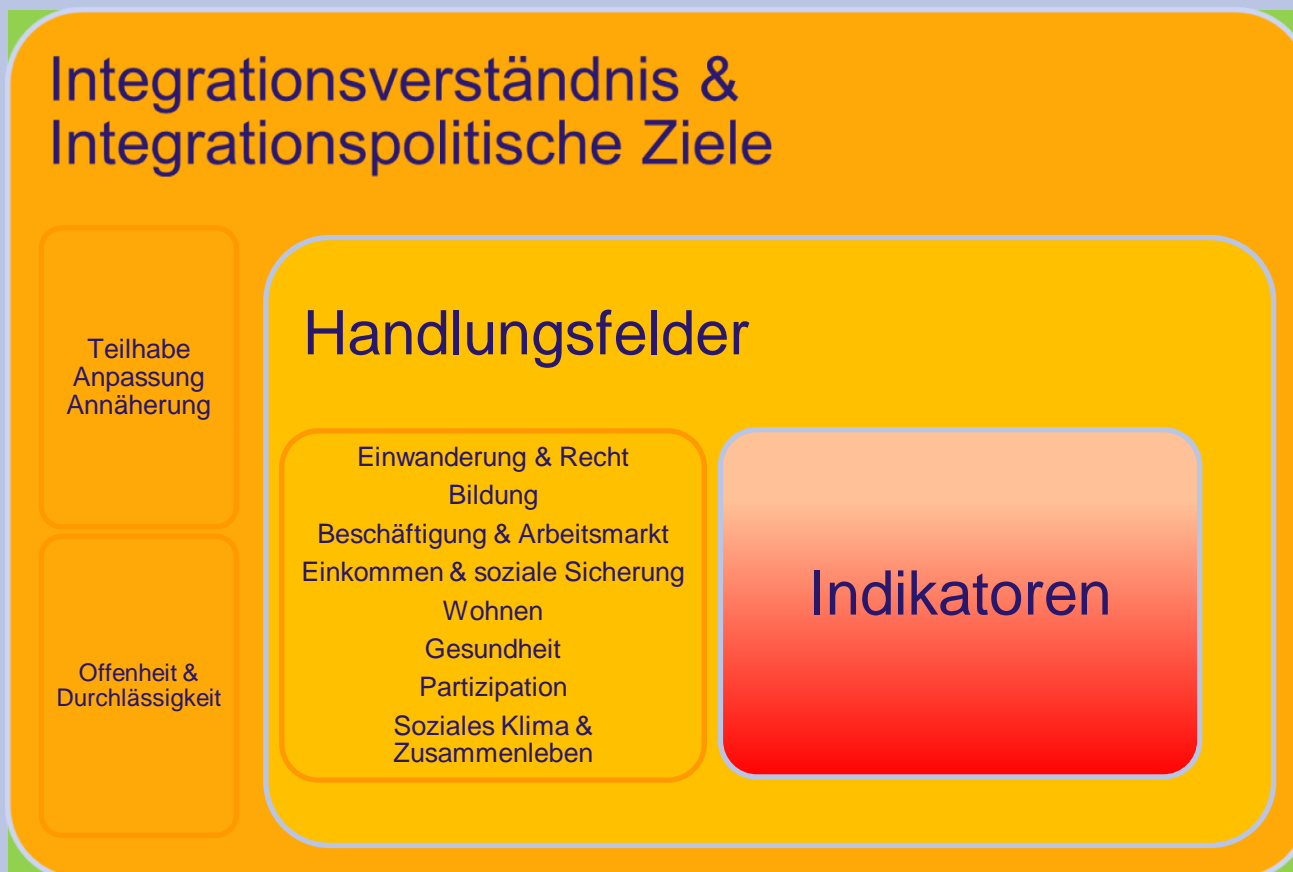 Integrationsverständnis &
Integrationspolitische Ziele
Teilhabe
Anpassung
Annäherung
Offenheit &
Durchlässigkeit
Handlungsfelder
Einwanderung & Recht
Bildung
Beschäftigung & Arbeitsmarkt
Einkommen & soziale Sicherung
Wohnen
Gesundheit
Partizipation
Soziales Klima &
Zusammenleben
Indikatoren